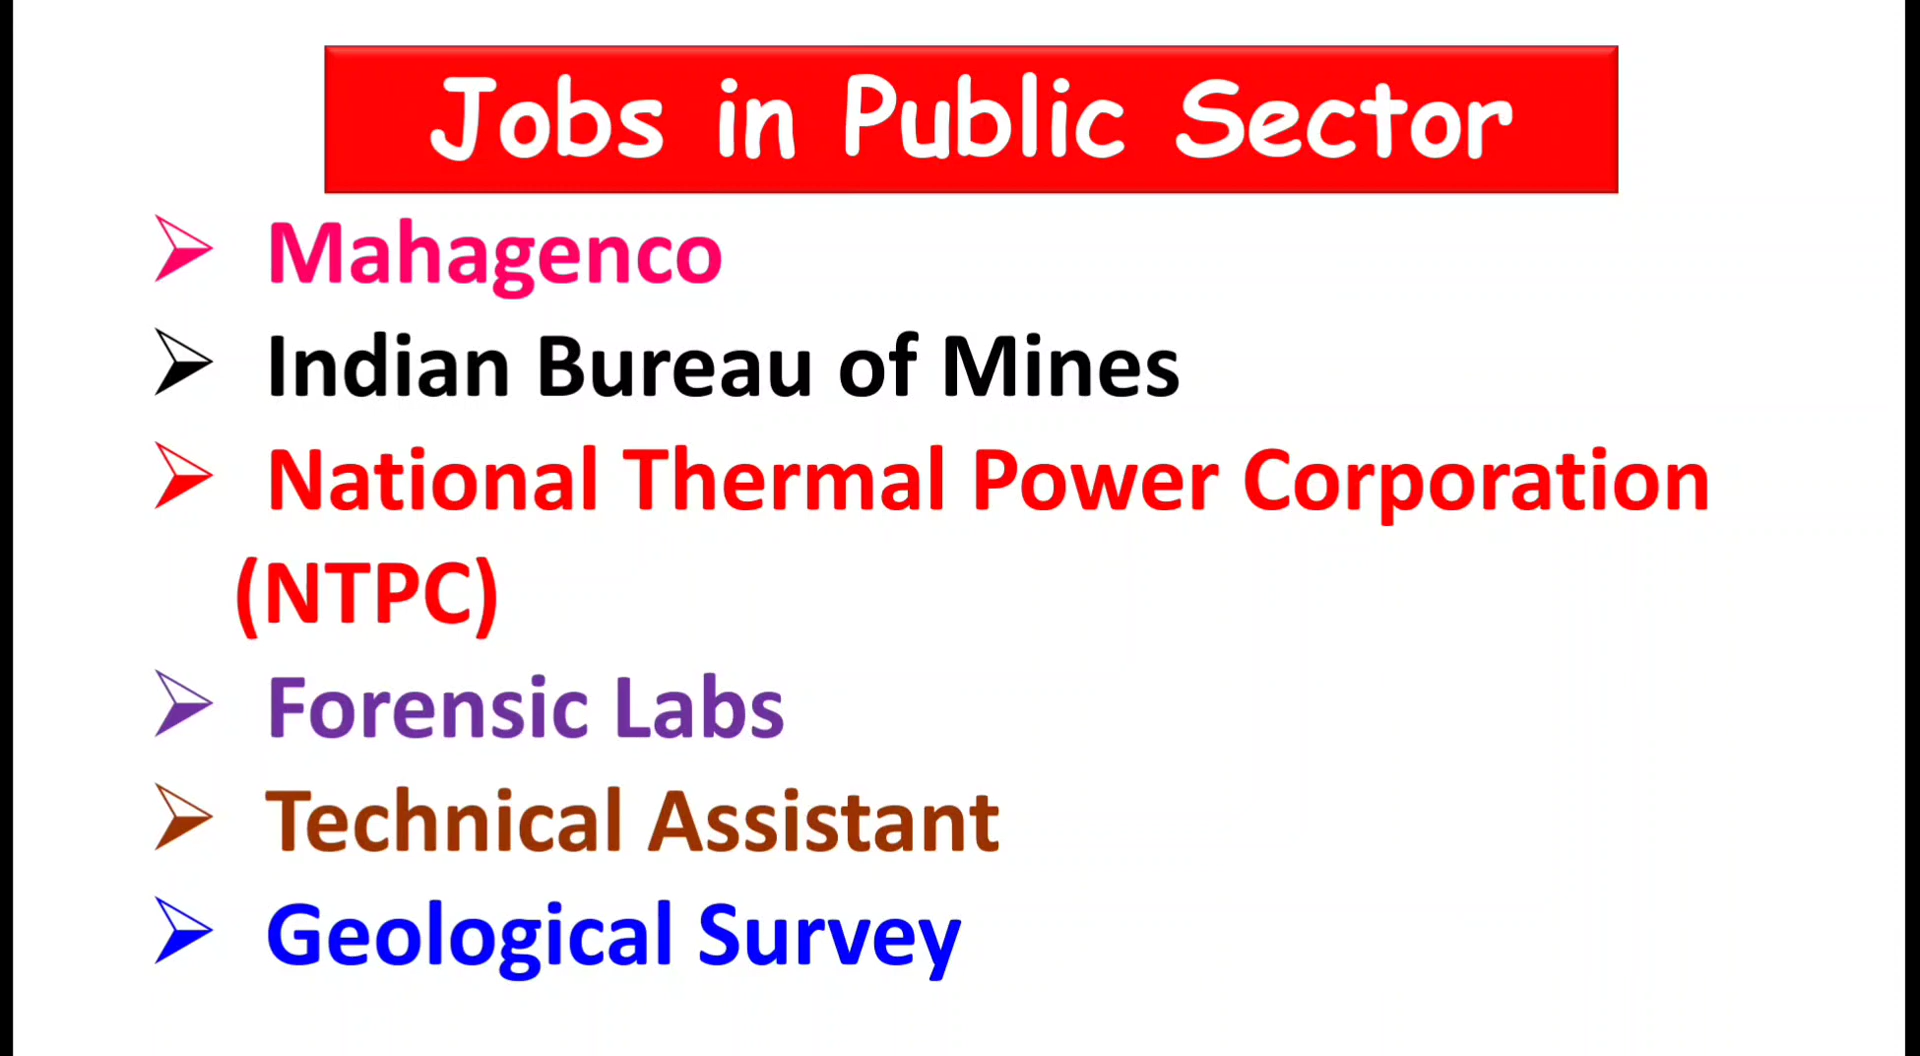 Jobs in Public Sector
Mahagenco
Indian Bureau of Mines
National Thermal Power Corporation
(NTPC)
Forensic Labs
Technical Assistant
Geological Survey